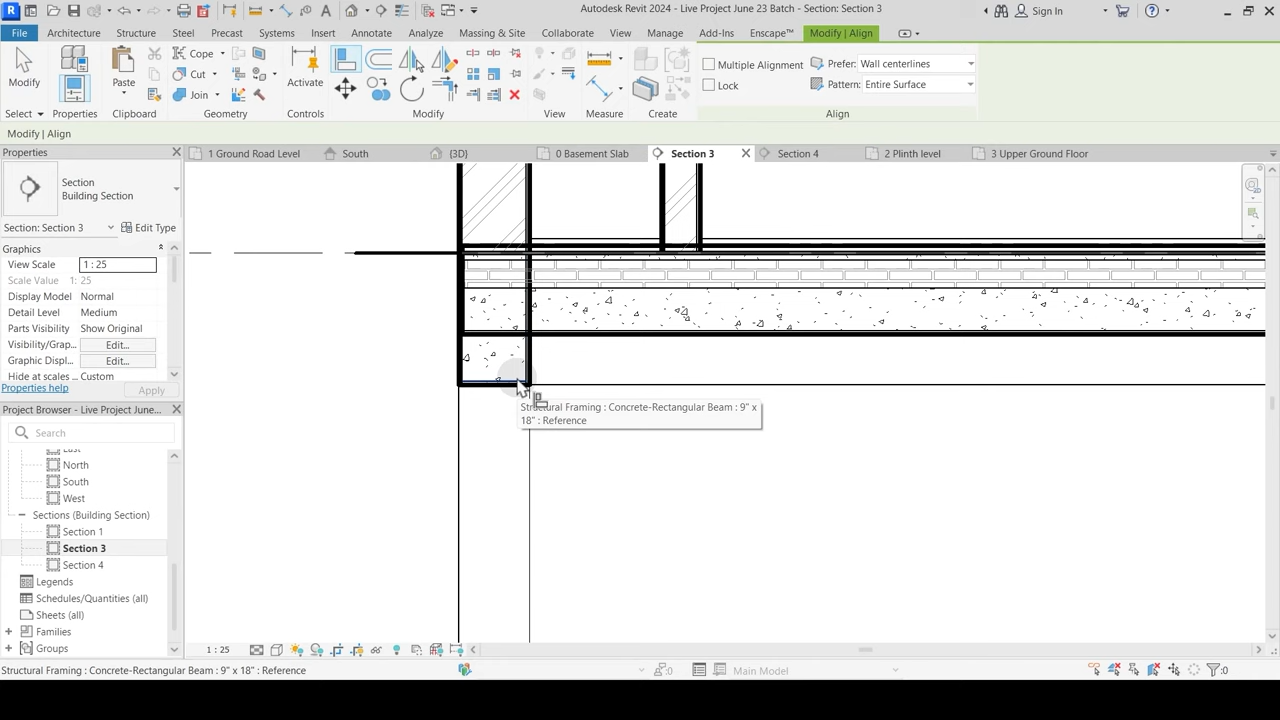 Autodesk Revit 2024 - Live Project June 23 Batch - Section: Section 3
Sign In
File
Architecture
Structure
Steel
Precast
Systems
Insert
Annotate
Analyze
Massing & Site
Collaborate
View
Manage
Add-Ins
Enscape™
Modify | Align
Modify
Select
Properties
Paste
Clipboard
Cope
Cut
Join
Geometry
Activate
Controls
Modify
View
Measure
Create
Multiple Alignment
Lock
Prefer: Wall centerlines
Pattern: Entire Surface
Align
Modify | Align
1 Ground Road Level
South
{3D}
0 Basement Slab
Section 3
Section 4
2 Plinth level
3 Upper Ground Floor
Properties
Section
Building Section
Section: Section 3
Edit Type
Graphics
View Scale 1 : 25
Scale Value 1: 25
Display Model Normal
Detail Level Medium
Parts Visibility Show Original
Visibility/Grap... Edit...
Graphic Displ... Edit...
Hide at scales ... Custom
Properties help
Apply
Project Browser - Live Project June...
Search
East
North
South
West
Sections (Building Section)
Section 1
Section 3
Section 4
Legends
Schedules/Quantities (all)
Sheets (all)
Families
Groups
Structural Framing : Concrete-Rectangular Beam : 9" x
18" : Reference
1 : 25
Structural Framing : Concrete-Rectangular Beam : 9" x 18" : Reference
:0
Main Model
:0